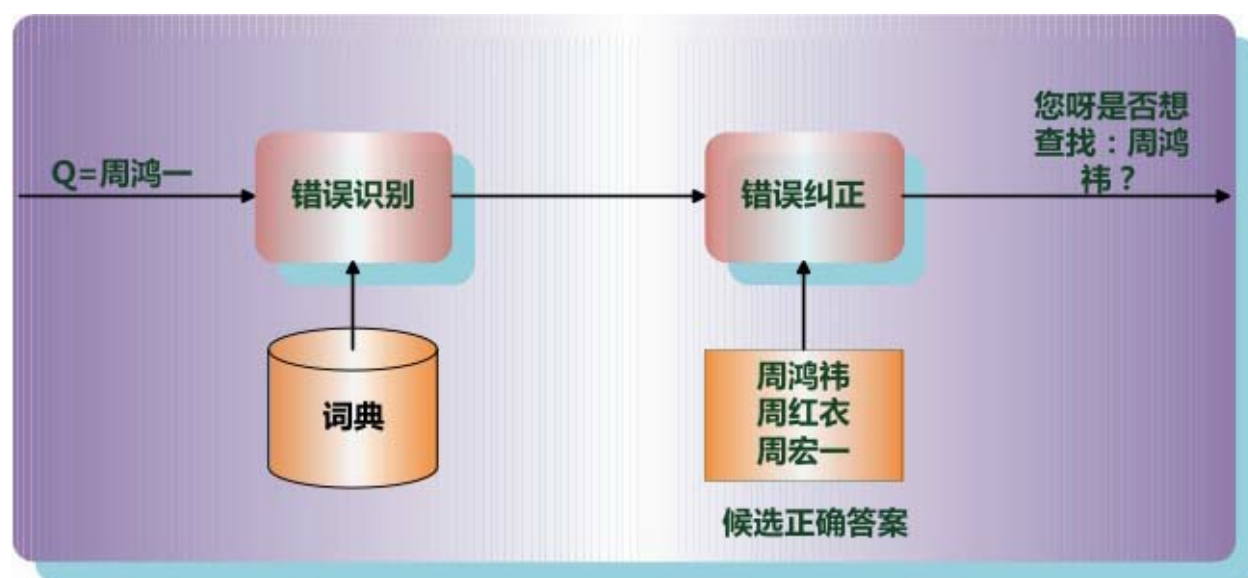 Q=周鸿一
错误识别
词典
错误纠正
周鸿祎
周红衣
周宏一
候选正确答案
您呀是否想
查找：周鸿
祎？